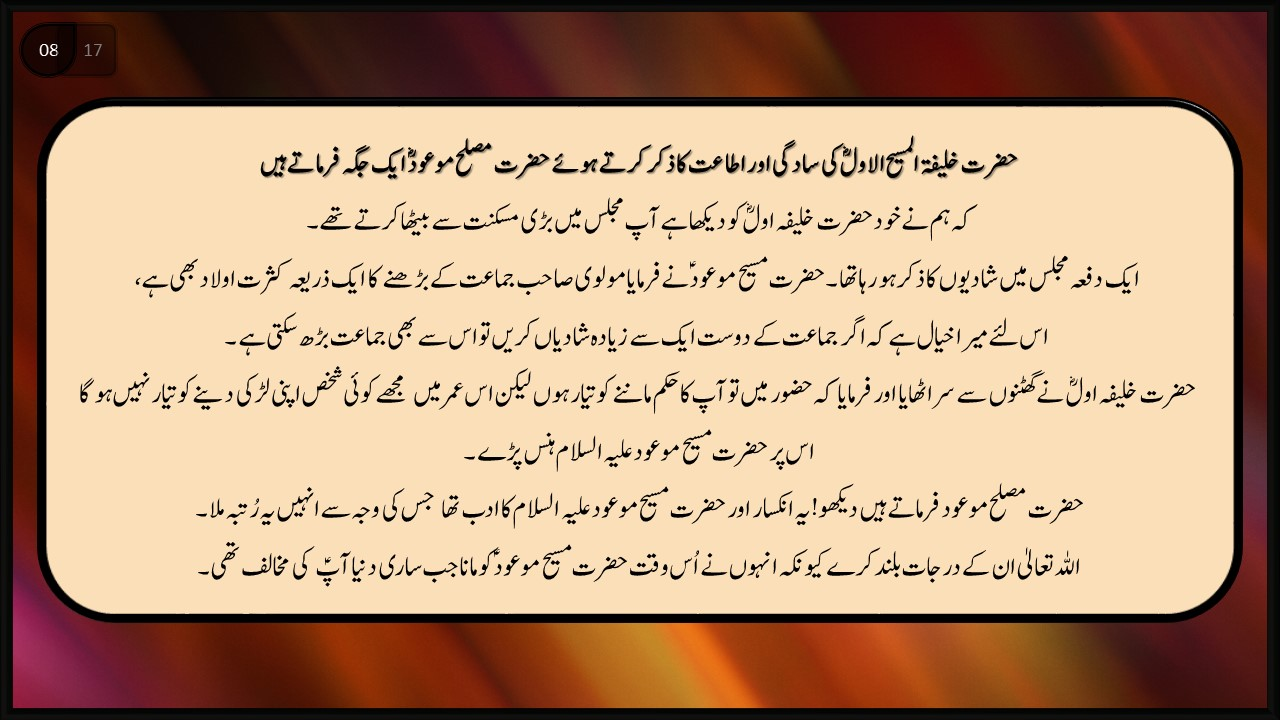 08 17
حضرت خلیفۃ المسیح الاولؓ کی سادگی اور اطاعت کا ذکر کرتے ہوئے حضرت مصلح موعودؓ ایک جگہ فرماتے ہیں
کہ ہم نے خود حضرت خلیفہ اولؓ کو دیکھا ہے آپ مجلس میں بڑی مسکنت سے بیٹھا کرتے تھے۔
ایک دفعہ مجلس میں شادیوں کا ذکر ہو رہا تھا۔ حضرت مسیح موعودؑ نے فرمایا مولوی صاحب جماعت کے بڑھنے کا ایک ذریعہ کثرت اولاد بھی ہے،
اس لئے میرا خیال ہے کہ اگر جماعت کے دوست ایک سے زیادہ شادیاں کریں تو اس سے بھی جماعت بڑھ سکتی ہے۔
حضرت خلیفہ اولؓ نے گھٹنوں سے سر اٹھایا اور فرمایا کہ حضور میں تو آپ کا حکم ماننے کو تیار ہوں لیکن اس عمر میں مجھے کوئی شخص اپنی لڑکی دینے کو تیار نہیں ہو گا
اس پر حضرت مسیح موعود علیہ السلام ہنس پڑے۔
حضرت مصلح موعود فرماتے ہیں دیکھو! یہ انکسار اور حضرت مسیح موعود علیہ السلام کا ادب تھا جس کی وجہ سے انہیں یہ رُتبہ ملا۔
اللہ تعالیٰ ان کے درجات بلند کرے کیونکہ انہوں نے اُس وقت حضرت مسیح موعودؑ کو مانا جب ساری دنیا آپؑ کی مخالف تھی۔